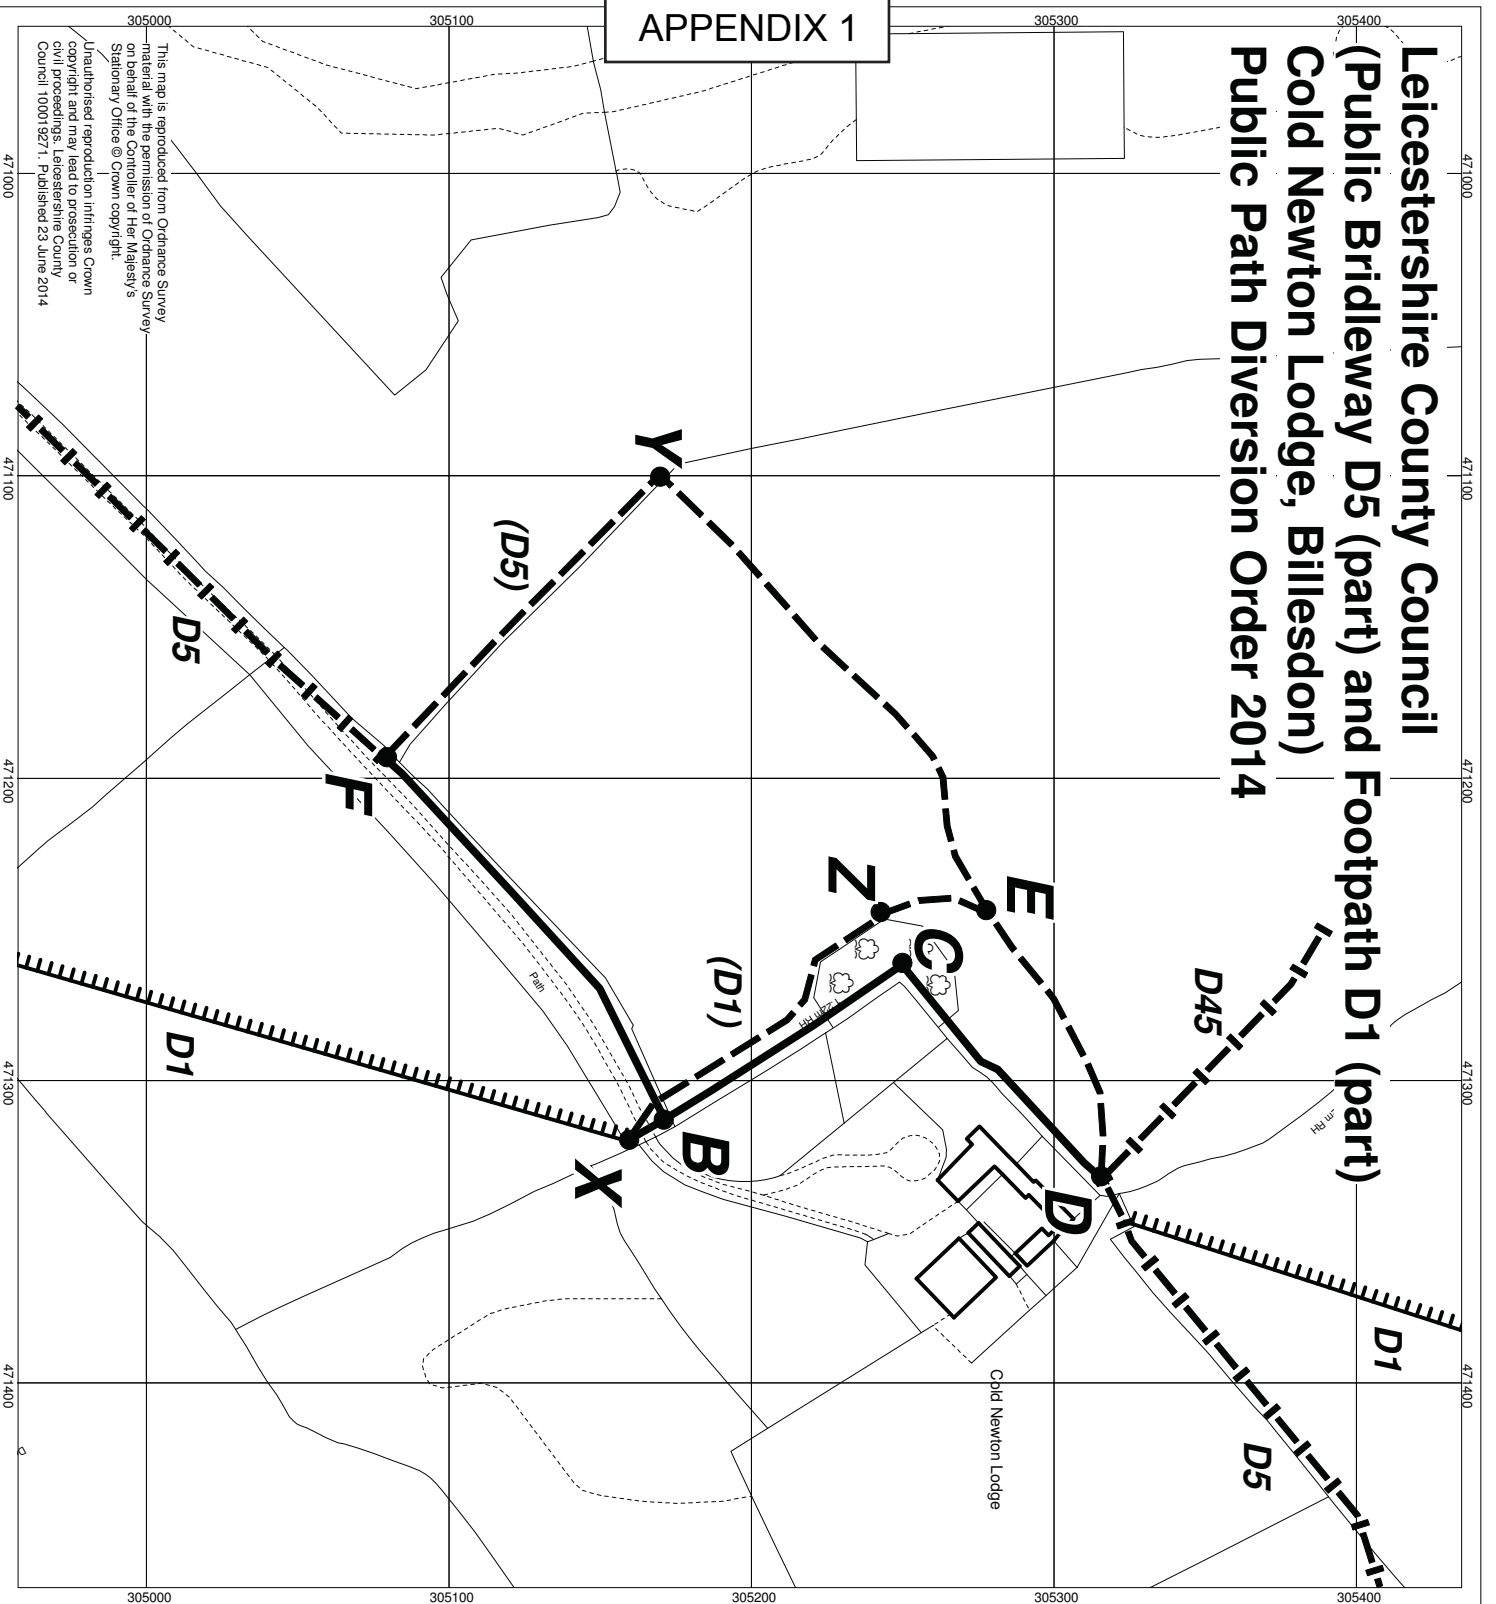 APPENDIX 1
Leicestershire County Council
(Public Bridleway D5 (part) and Footpath D1 (part)
Cold Newton Lodge, Billesdon)
Public Path Diversion Order 2014
This map is reproduced from Ordnance Survey
material with the permission of Ordnance Survey
on behalf of the Controller of Her Majesty's
Stationary Office © Crown copyright.
Unauthorised reproduction infringes Crown
copyright and may lead to prosecution or
civil proceedings. Leicestershire County
Council 100019271. Published 23 June 2014
305000
305100
305300
305400
471000
471100
471200
471300
471400
471000
471100
471200
471300
471400
305000
305100
305200
305300
305400
Y
(D5)
D5
F
E
Z
C
D45
(D1)
Path
D1
1.22m RH
m RH
B
X
D
D1
D5
Cold Newton Lodge